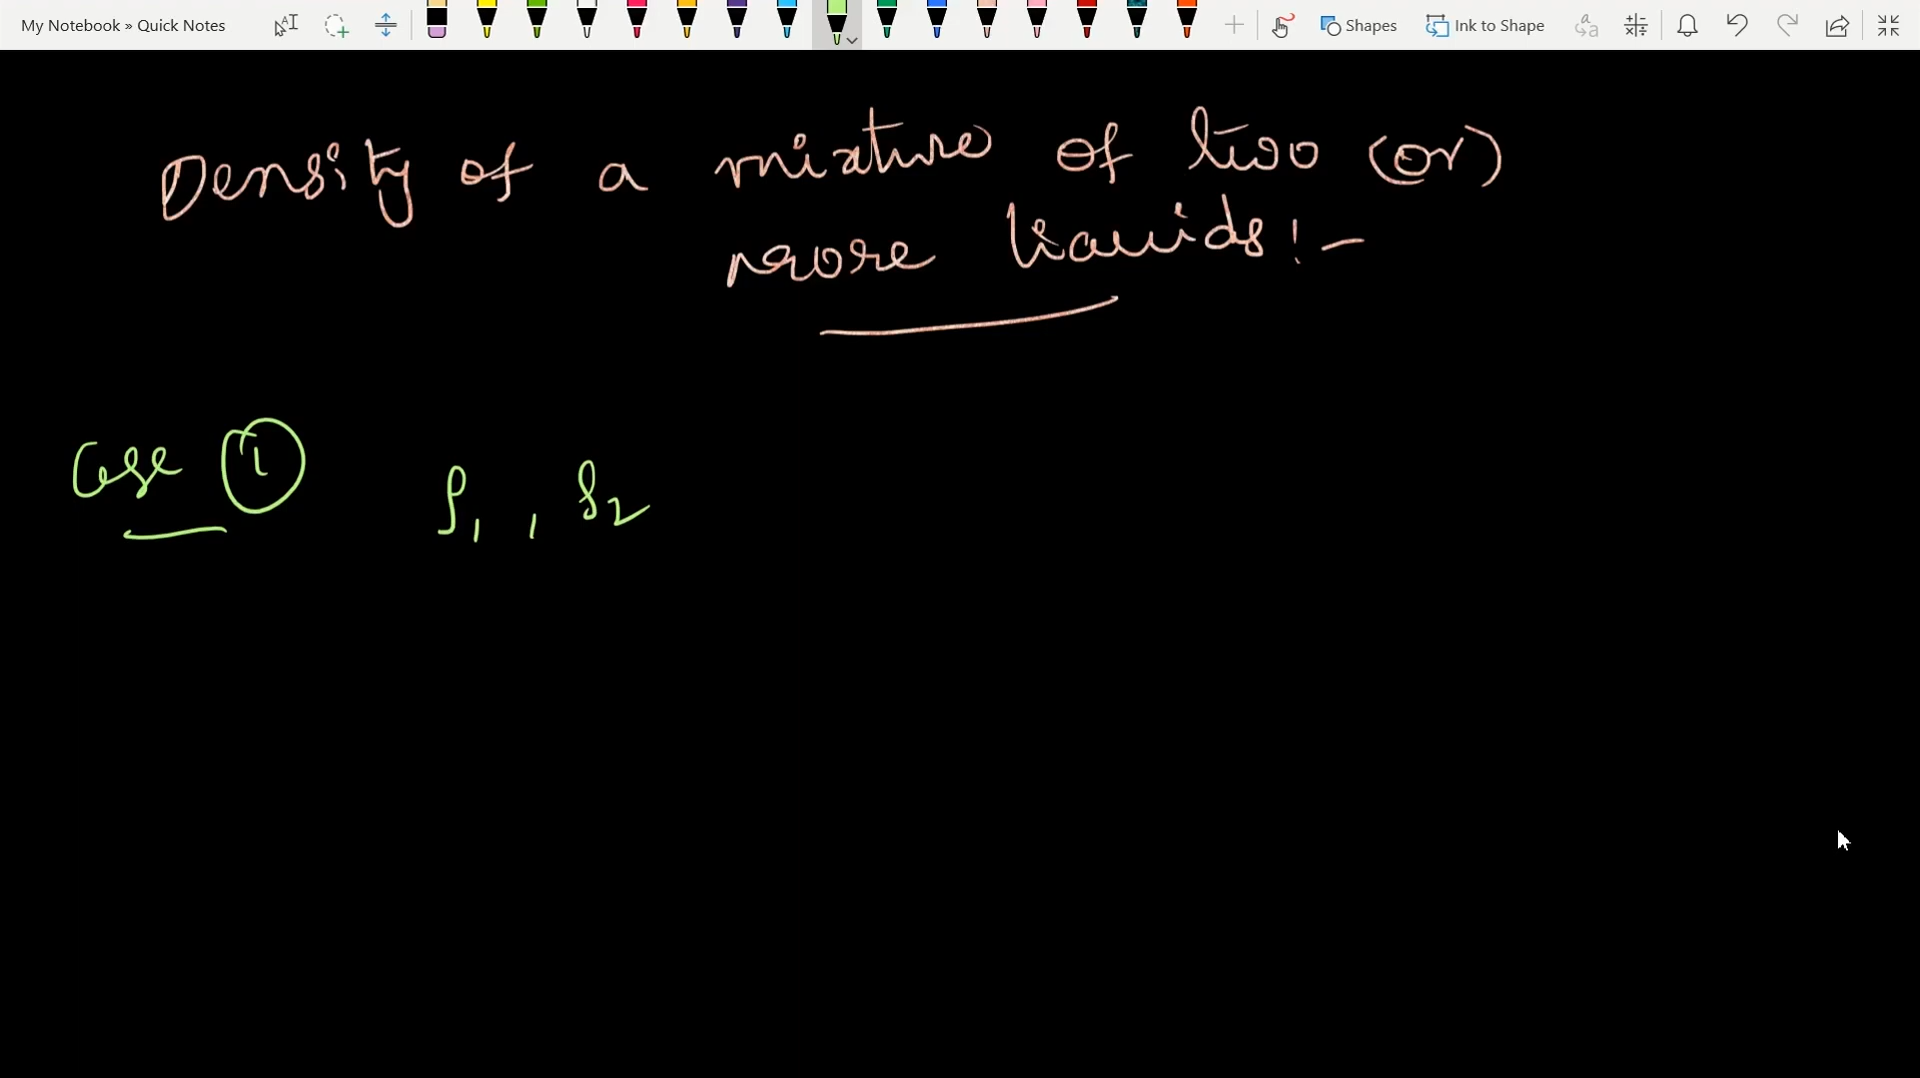 My Notebook » Quick Notes Shapes Ink to Shape
Density of a mixture of two (or)
more liquids :-
Case ① ρ₁ , ρ₂